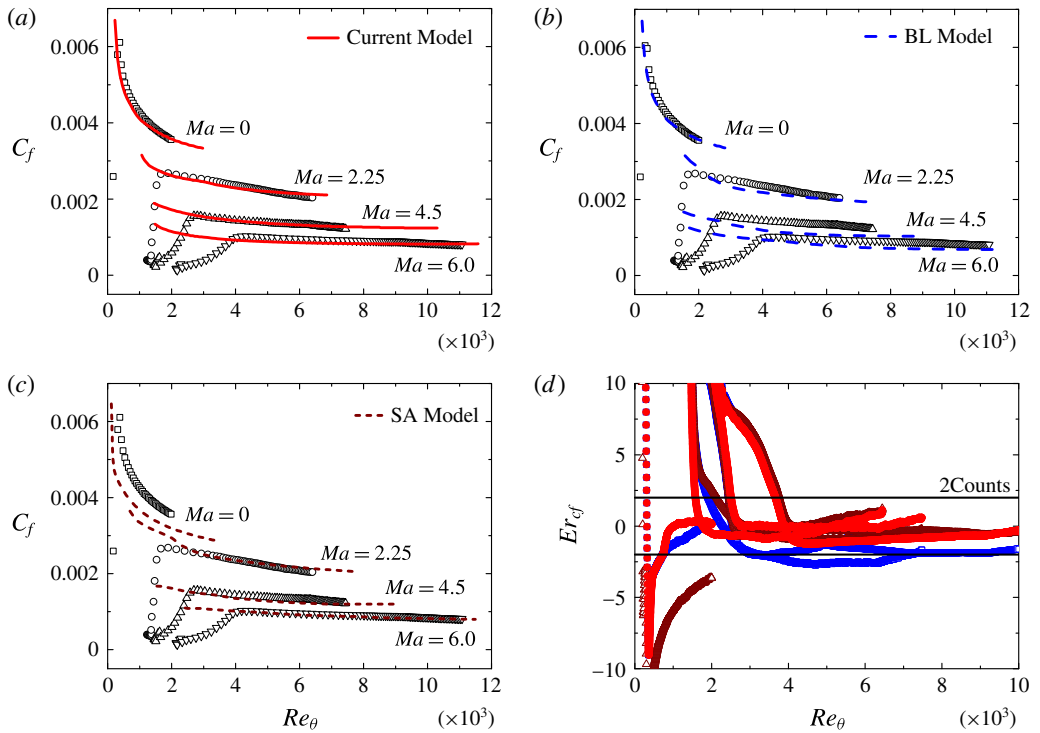 (a)
Current Model
0.006
0.004
0.002
0
C_f
Ma = 0
Ma = 2.25
Ma = 4.5
Ma = 6.0
0 2 4 6 8 10 12
(×10³)
(b)
BL Model
0.006
0.004
0.002
0
C_f
Ma = 0
Ma = 2.25
Ma = 4.5
Ma = 6.0
0 2 4 6 8 10 12
(×10³)
(c)
SA Model
0.006
0.004
0.002
0
C_f
Ma = 0
Ma = 2.25
Ma = 4.5
Ma = 6.0
0 2 4 6 8 10 12
Re_θ (×10³)
(d)
10
5
0
−5
−10
Er_cf
2Counts
0 2 4 6 8 10
Re_θ (×10³)